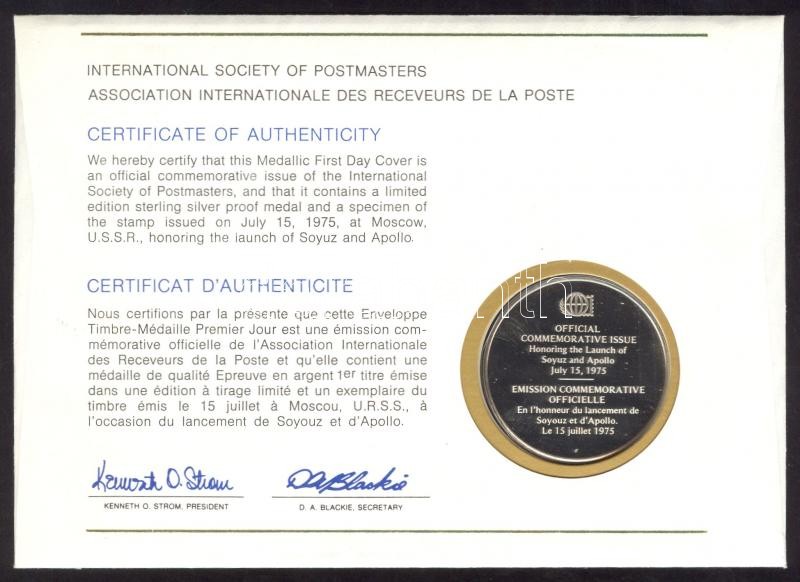 INTERNATIONAL SOCIETY OF POSTMASTERS
ASSOCIATION INTERNATIONALE DES RECEVEURS DE LA POSTE
CERTIFICATE OF AUTHENTICITY
We hereby certify that this Medallic First Day Cover is
an official commemorative issue of the International
Society of Postmasters, and that it contains a limited
edition sterling silver proof medal and a specimen of
the stamp issued on July 15, 1975, at Moscow,
U.S.S.R., honoring the launch of Soyuz and Apollo.
CERTIFICAT D'AUTHENTICITE
Nous certifions par la présente que cette Enveloppe
Timbre-Médaille Premier Jour est une émission com-
mémorative officielle de l'Association Internationale
des Receveurs de la Poste et qu'elle contient une
médaille de qualité Epreuve en argent 1er titre émise
dans une édition à tirage limité et un exemplaire du
timbre émis le 15 juillet à Moscou, U.R.S.S., à
l'occasion du lancement de Soyouz et d'Apollo.
Kenneth O. Strom
KENNETH O. STROM, PRESIDENT
D A Blackie
D. A. BLACKIE, SECRETARY
OFFICIAL
COMMEMORATIVE ISSUE
Honoring the Launch of
Soyuz and Apollo
July 15, 1975
EMISSION COMMEMORATIVE
OFFICIELLE
En l'honneur du lancement de
Soyouz et d'Apollo.
Le 15 juillet 1975